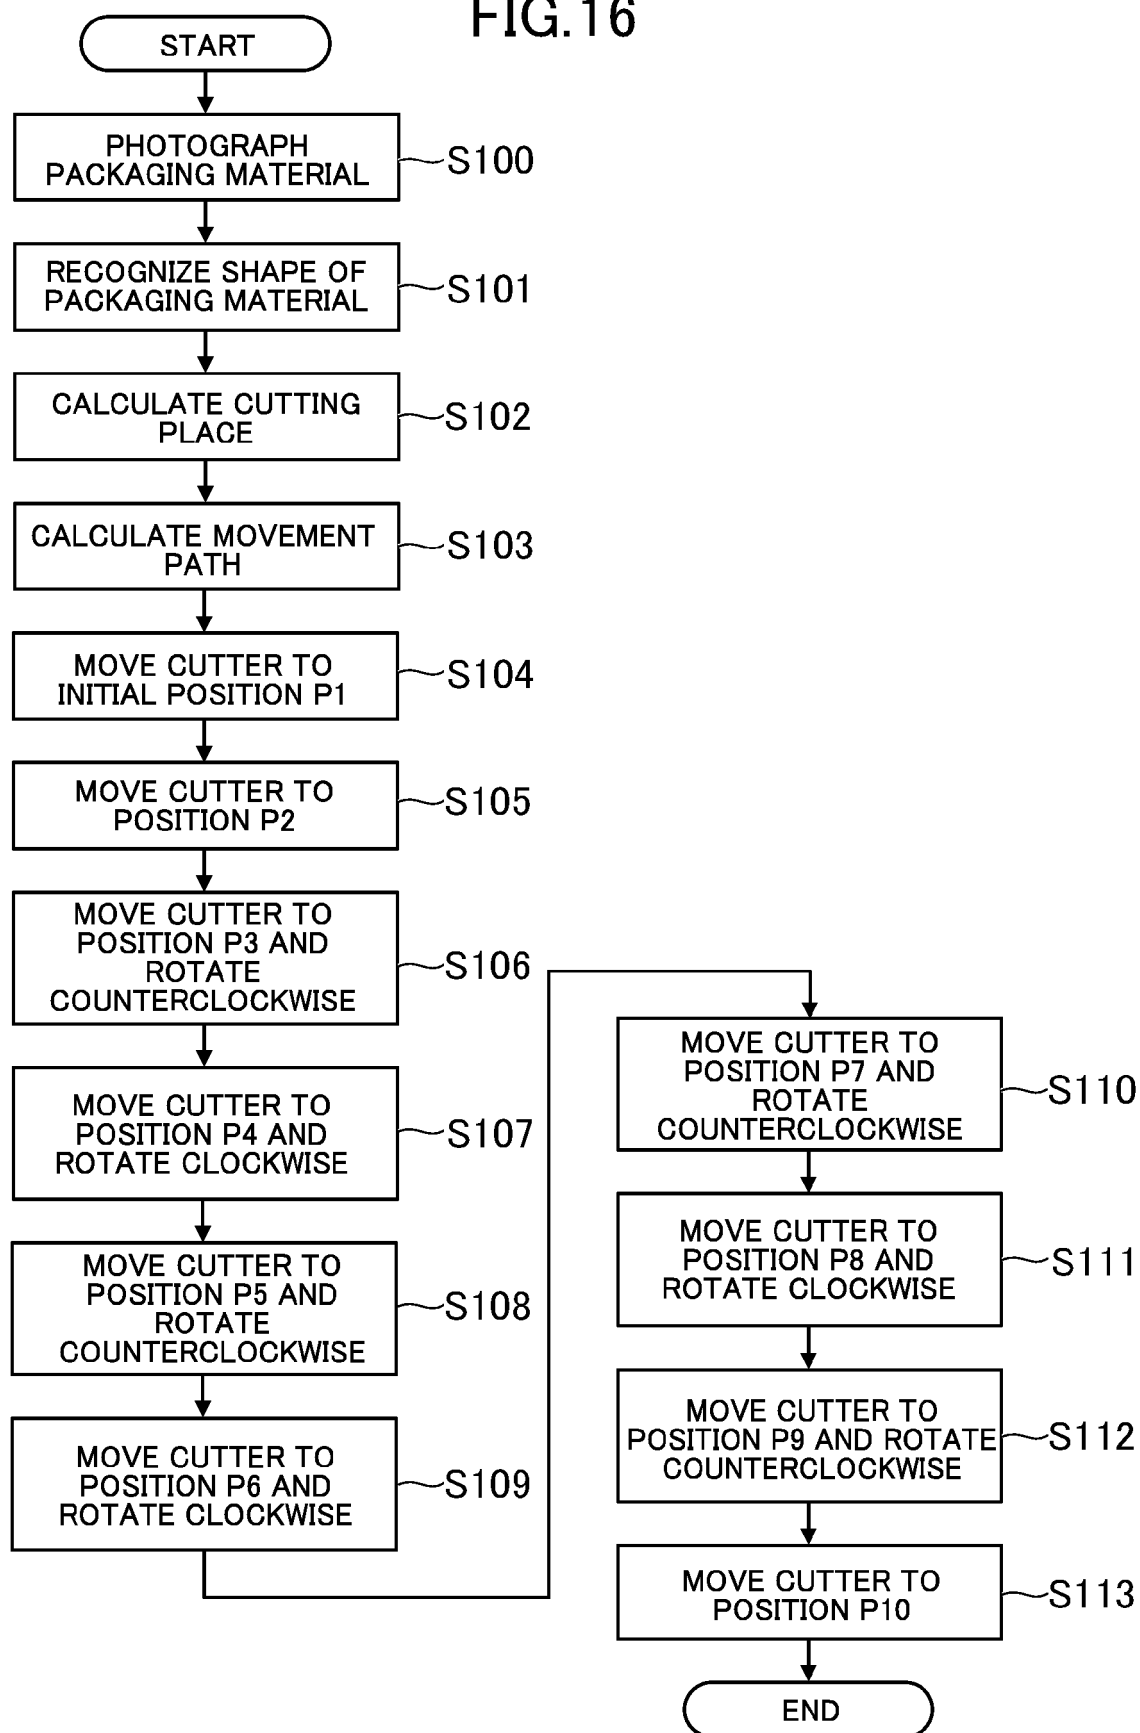 FIG.16
START
PHOTOGRAPH
PACKAGING MATERIAL
S100
RECOGNIZE SHAPE OF
PACKAGING MATERIAL
S101
CALCULATE CUTTING
PLACE
S102
CALCULATE MOVEMENT
PATH
S103
MOVE CUTTER TO
INITIAL POSITION P1
S104
MOVE CUTTER TO
POSITION P2
S105
MOVE CUTTER TO
POSITION P3 AND
ROTATE
COUNTERCLOCKWISE
S106
MOVE CUTTER TO
POSITION P4 AND
ROTATE CLOCKWISE
S107
MOVE CUTTER TO
POSITION P5 AND
ROTATE
COUNTERCLOCKWISE
S108
MOVE CUTTER TO
POSITION P6 AND
ROTATE CLOCKWISE
S109
MOVE CUTTER TO
POSITION P7 AND
ROTATE
COUNTERCLOCKWISE
S110
MOVE CUTTER TO
POSITION P8 AND
ROTATE CLOCKWISE
S111
MOVE CUTTER TO
POSITION P9 AND ROTATE
COUNTERCLOCKWISE
S112
MOVE CUTTER TO
POSITION P10
S113
END